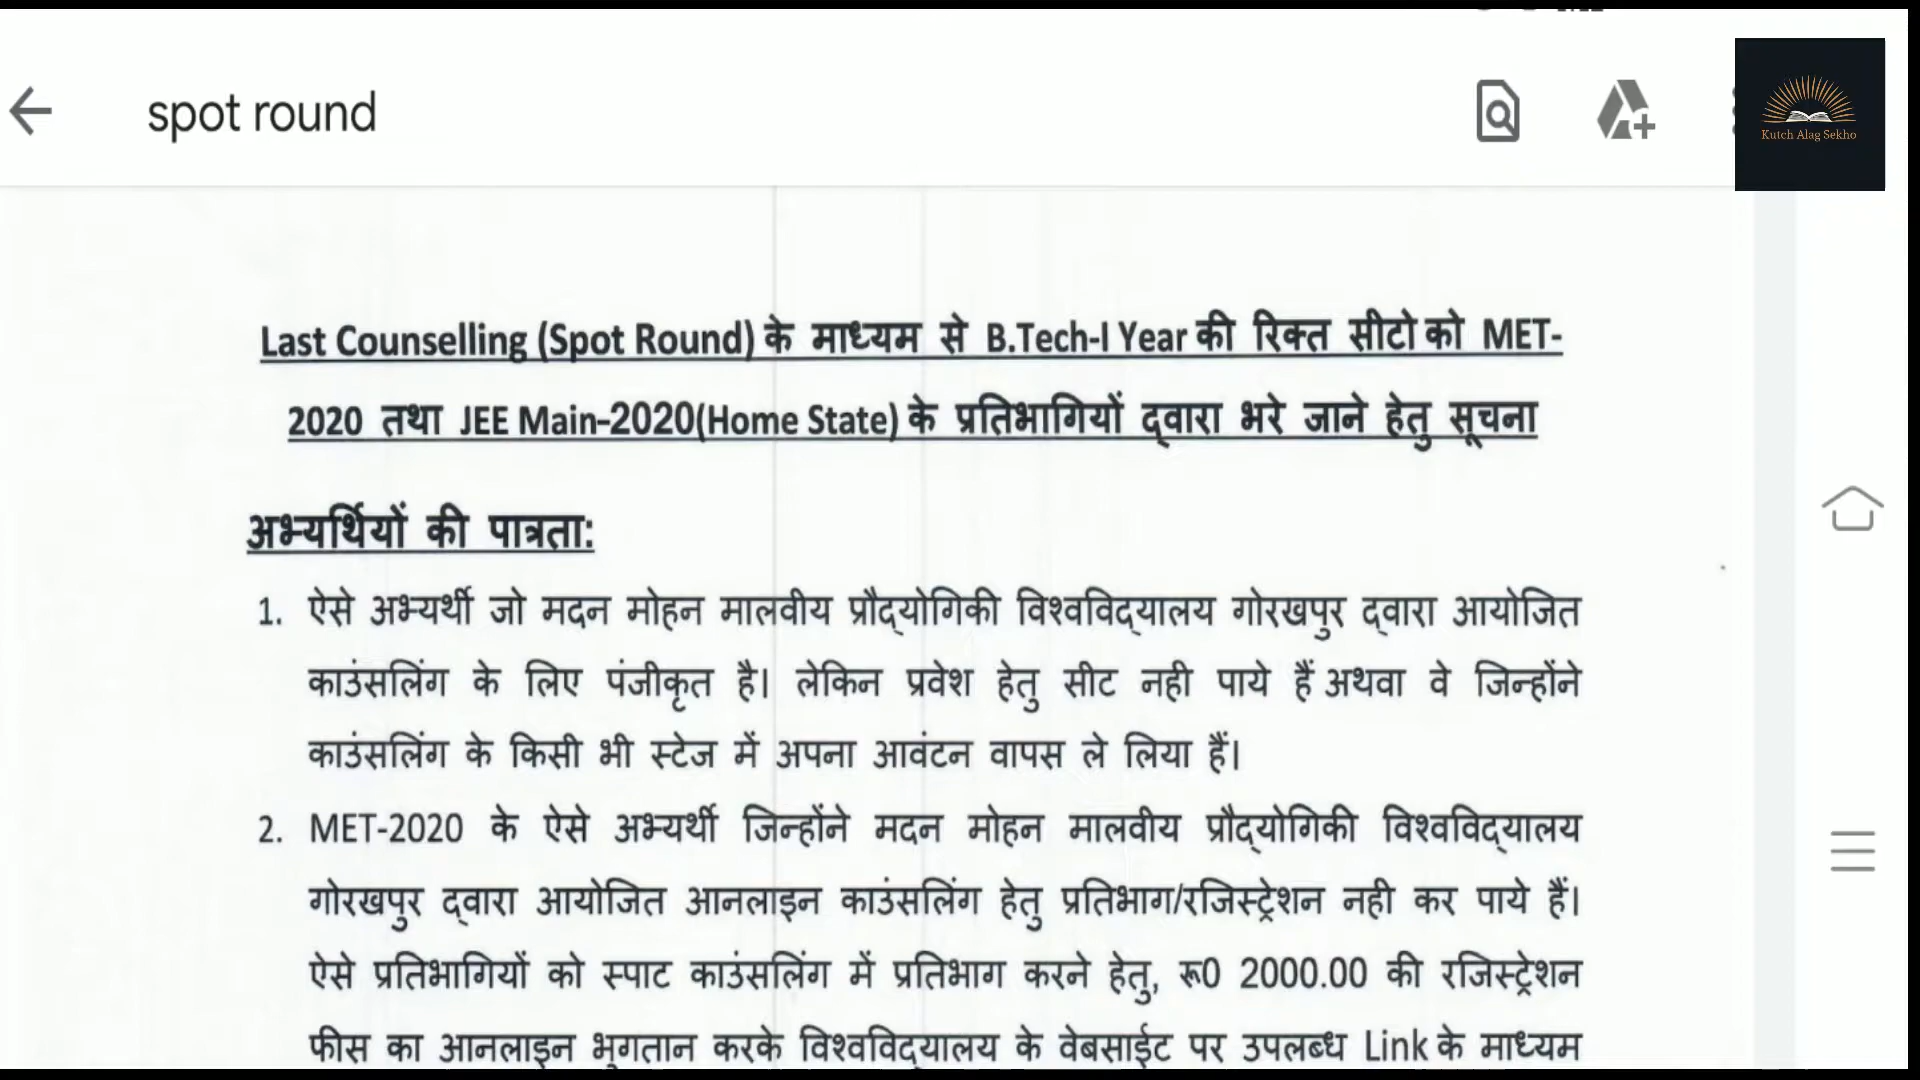 spot round
Kutch Alag Sekho
Last Counselling (Spot Round) के माध्यम से B.Tech-I Year की रिक्त सीटो को MET-
2020 तथा JEE Main-2020(Home State) के प्रतिभागियों द्वारा भरे जाने हेतु सूचना
अभ्यर्थियों की पात्रता:
1. ऐसे अभ्यर्थी जो मदन मोहन मालवीय प्रौद्योगिकी विश्वविद्यालय गोरखपुर द्वारा आयोजित
काउंसलिंग के लिए पंजीकृत है। लेकिन प्रवेश हेतु सीट नही पाये हैं अथवा वे जिन्होंने
काउंसलिंग के किसी भी स्टेज में अपना आवंटन वापस ले लिया हैं।
2. MET-2020 के ऐसे अभ्यर्थी जिन्होंने मदन मोहन मालवीय प्रौद्योगिकी विश्वविद्यालय
गोरखपुर द्वारा आयोजित आनलाइन काउंसलिंग हेतु प्रतिभाग/रजिस्ट्रेशन नही कर पाये हैं।
ऐसे प्रतिभागियों को स्पाट काउंसलिंग में प्रतिभाग करने हेतु, रू0 2000.00 की रजिस्ट्रेशन
फीस का आनलाइन भुगतान करके विश्वविद्यालय के वेबसाईट पर उपलब्ध Link के माध्यम